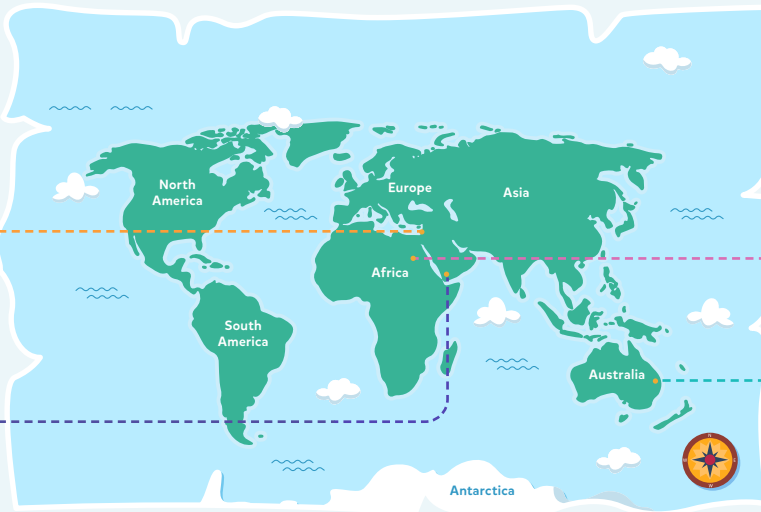 North
America
Europe
Asia
Africa
South
America
Australia
Antarctica
N
W